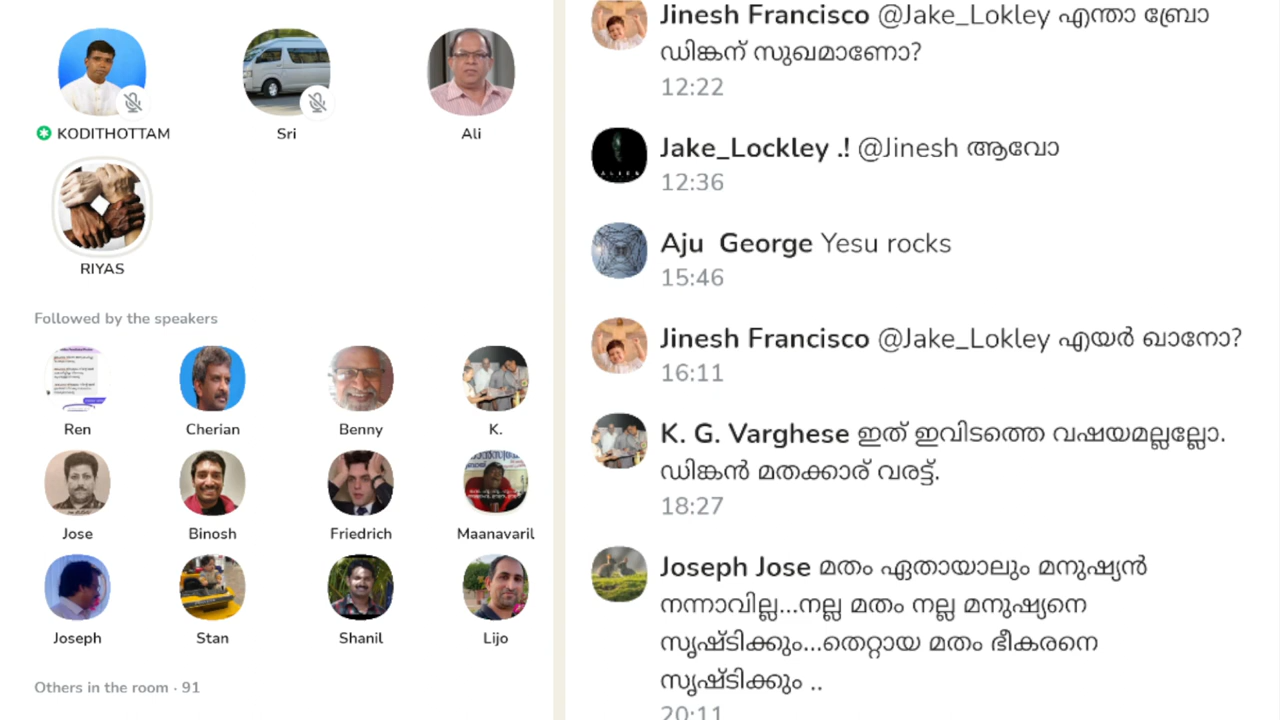 KODITHOTTAM
Sri
Ali
RIYAS
Followed by the speakers
Ren
Cherian
Benny
K.
Jose
Binosh
Friedrich
Maanavaril
Joseph
Stan
Shanil
Lijo
Others in the room · 91
Jinesh Francisco @Jake_Lokley എന്താ ബ്രോ
ഡിങ്കന് സുഖമാണോ?
12:22
Jake_Lockley .! @Jinesh ആവോ
12:36
Aju George Yesu rocks
15:46
Jinesh Francisco @Jake_Lokley എയർ ഖാനോ?
16:11
K. G. Varghese ഇത് ഇവിടത്തെ വഷയമല്ലല്ലോ.
ഡിങ്കൻ മതക്കാര് വരട്ട്.
18:27
Joseph Jose മതം ഏതായാലും മനുഷ്യൻ
നന്നാവില്ല...നല്ല മതം നല്ല മനുഷ്യനെ
സൃഷ്ടിക്കും...തെറ്റായ മതം ഭീകരനെ
സൃഷ്ടിക്കും ..
20:11